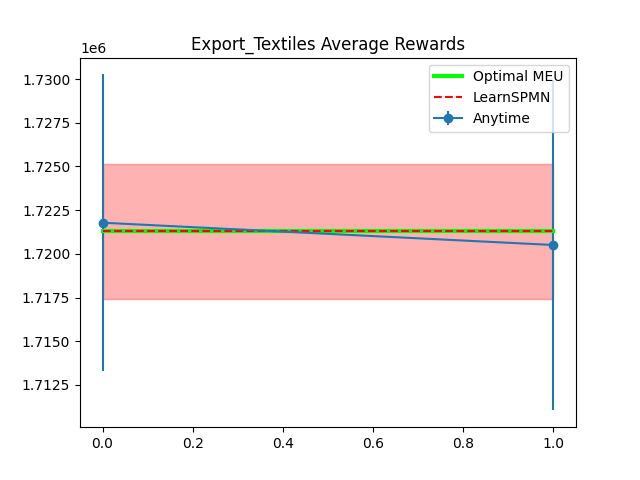 Export_Textiles Average Rewards
1e6
1.7300
1.7275
1.7250
1.7225
1.7200
1.7175
1.7150
1.7125
Optimal MEU
LearnSPMN
Anytime
0.0 0.2 0.4 0.6 0.8 1.0